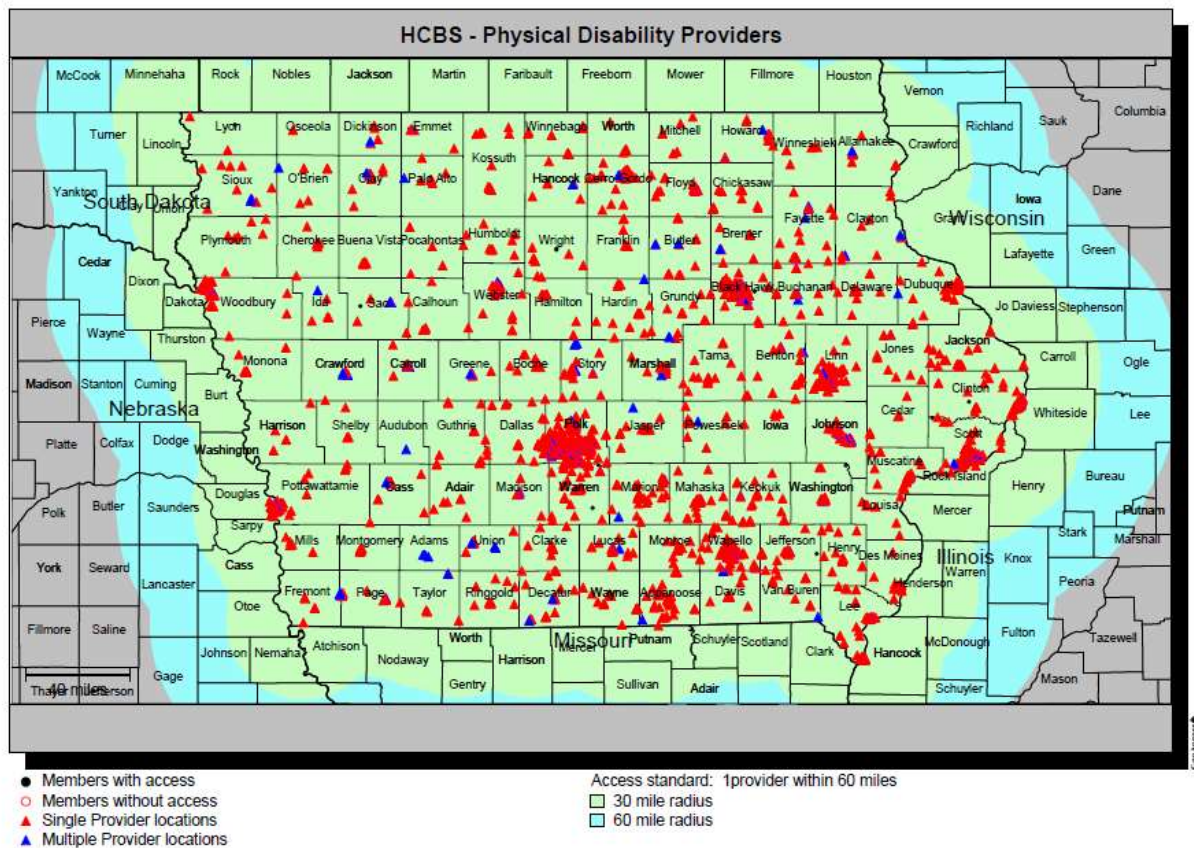 HCBS - Physical Disability Providers
McCook Minnehaha Rock Nobles Jackson Martin Faribault Freeborn Mower Fillmore Houston
Vernon
Columbia
Turner Lincoln Lyon Osceola Dickinson Emmet Winnebago Worth Mitchell Howard Winneshiek Allamakee Crawford Richland Sauk
Kossuth
Yankton Clay Union Sioux O'Brien Clay Palo Alto Hancock Cerro Gordo Floyd Chickasaw Iowa Dane
South Dakota Fayette Clayton Grant Wisconsin
Plymouth Cherokee Buena Vista Pocahontas Humboldt Wright Franklin Butler Bremer Lafayette Green
Cedar
Dixon Dakota Woodbury Ida Sac Calhoun Webster Hamilton Hardin Grundy Black Hawk Buchanan Delaware Dubuque Jo Daviess Stephenson
Pierce Wayne Thurston
Monona Crawford Carroll Greene Boone Story Marshall Tama Benton Linn Jones Jackson Carroll Ogle
Madison Stanton Cuming Burt Clinton
Nebraska Whiteside Lee
Harrison Shelby Audubon Guthrie Dallas Polk Jasper Poweshiek Iowa Johnson Cedar Scott
Platte Colfax Dodge Washington
Muscatine Rock Island Bureau
Douglas Pottawattamie Cass Adair Madison Warren Marion Mahaska Keokuk Washington Louisa Mercer Henry Putnam
Polk Butler Saunders Sarpy
Mills Montgomery Adams Union Clarke Lucas Monroe Wapello Jefferson Henry Des Moines Illinois Stark Marshall
York Seward Cass Warren Knox
Lancaster Henderson Peoria
Otoe Fremont Page Taylor Ringgold Decatur Wayne Appanoose Davis Van Buren Lee
Fillmore Saline Fulton Tazewell
Johnson Nemaha Atchison Nodaway Worth Harrison Mercer Missouri Putnam Schuyler Scotland Clark Hancock McDonough
Gage Gentry Sullivan Adair Schuyler Mason
40 miles
Thayer Jefferson
Members with access
Members without access
Single Provider locations
Multiple Provider locations
Access standard: 1provider within 60 miles
30 mile radius
60 mile radius